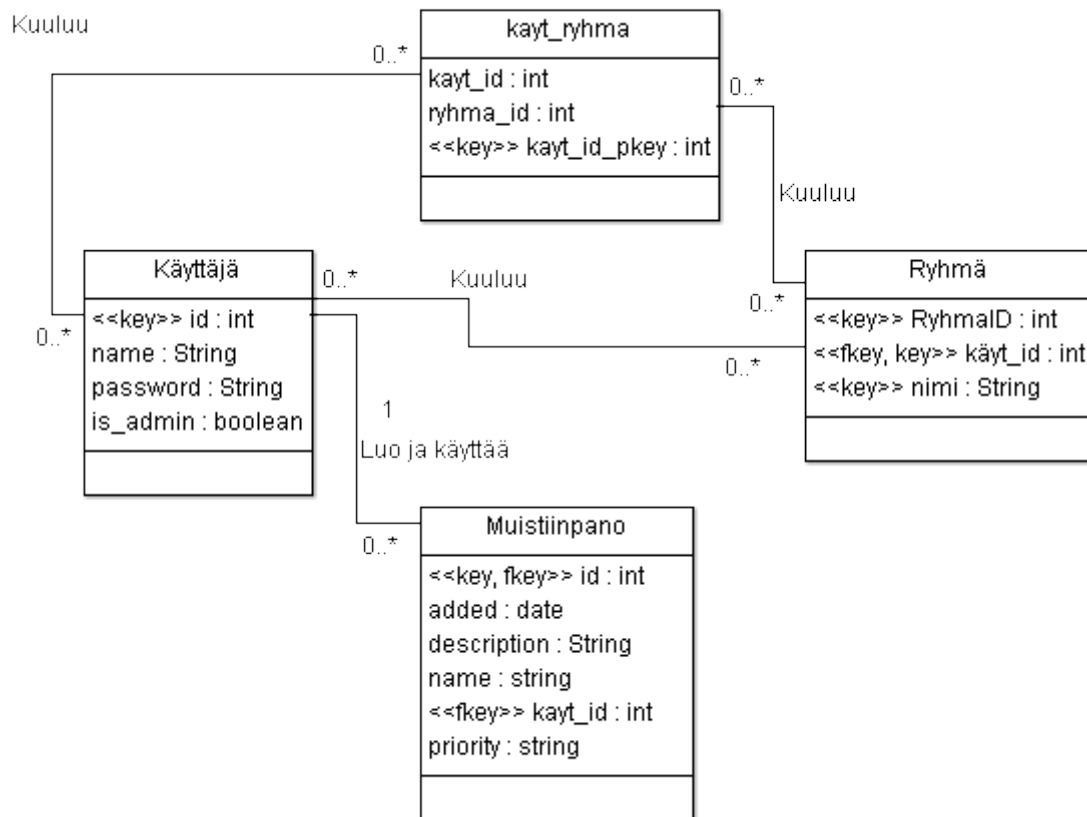 Kuuluu
kayt_ryhma
0..*
kayt_id : int
ryhma_id : int
<<key>> kayt_id_pkey : int
0..*
Kuuluu
Käyttäjä
<<key>> id : int
name : String
password : String
is_admin : boolean
0..*
0..*
Kuuluu
0..*
0..*
Ryhmä
<<key>> RyhmaID : int
<<fkey, key>> käyt_id : int
<<key>> nimi : String
1
Luo ja käyttää
0..*
Muistiinpano
<<key, fkey>> id : int
added : date
description : String
name : string
<<fkey>> kayt_id : int
priority : string